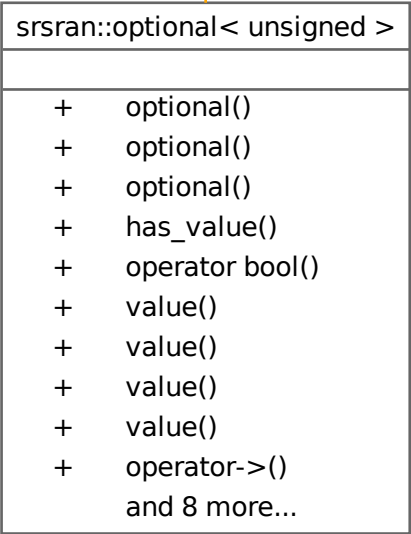 srsran::optional< unsigned >
+ optional()
+ optional()
+ optional()
+ has_value()
+ operator bool()
+ value()
+ value()
+ value()
+ value()
+ operator->()
and 8 more...